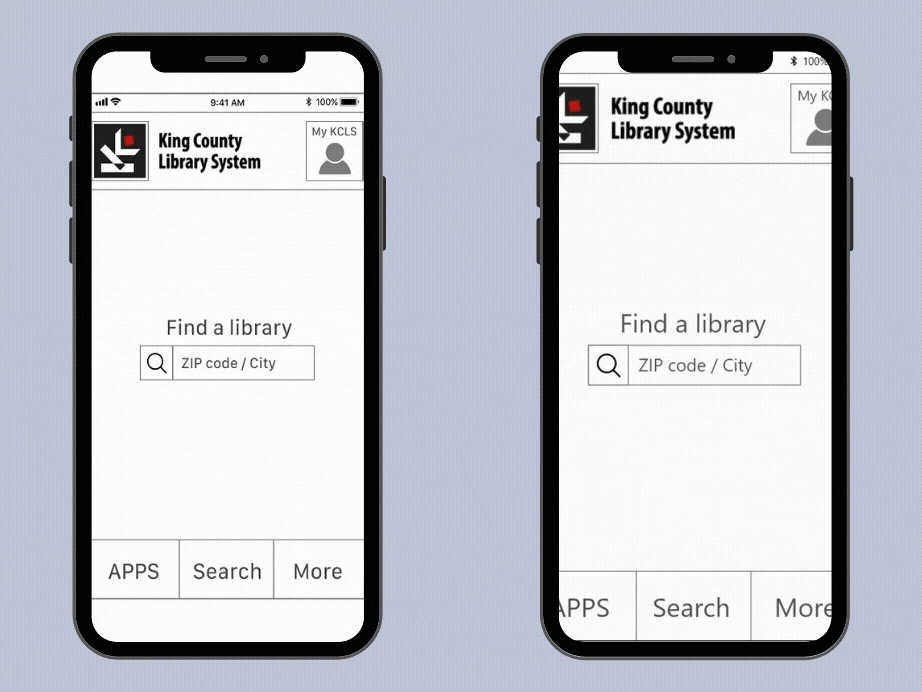 9:41 AM
100%
My KCLS
King County
Library System
Find a library
ZIP code / City
APPS
Search
More
100%
My KC
King County
Library System
Find a library
ZIP code / City
APPS
Search
More